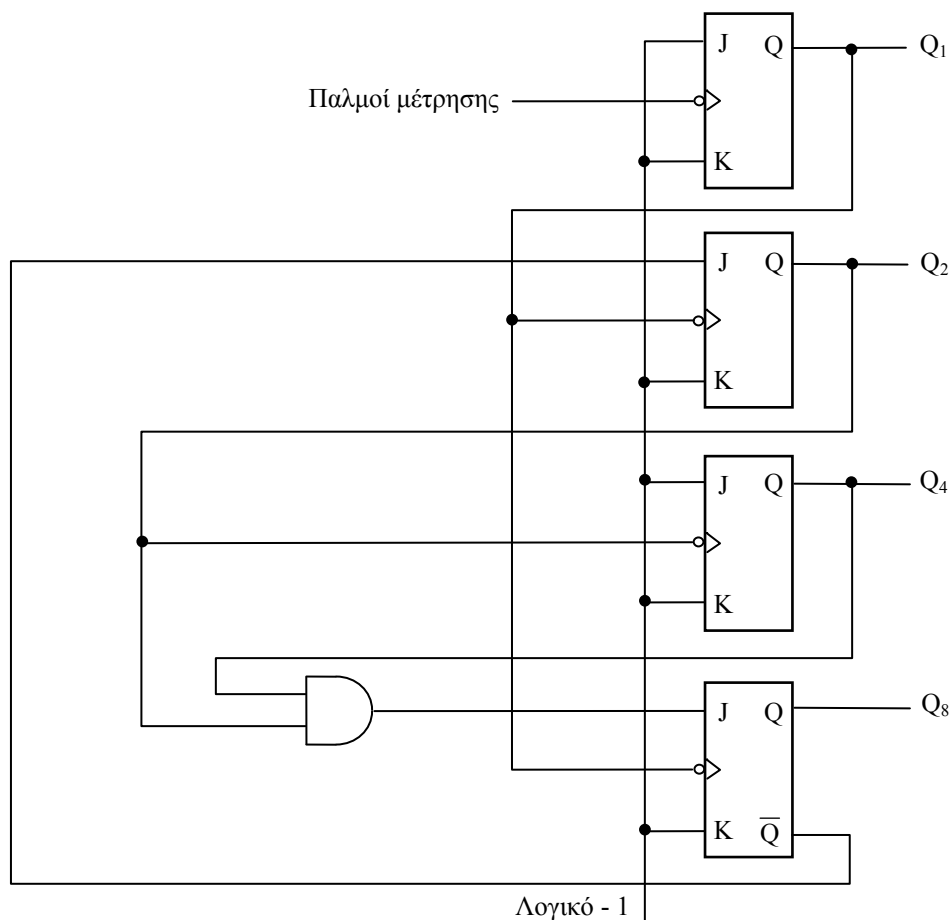 J Q Q₁
Παλμοί μέτρησης
K
J Q Q₂
K
J Q Q₄
K
J Q Q₈
K Q̅
Λογικό - 1